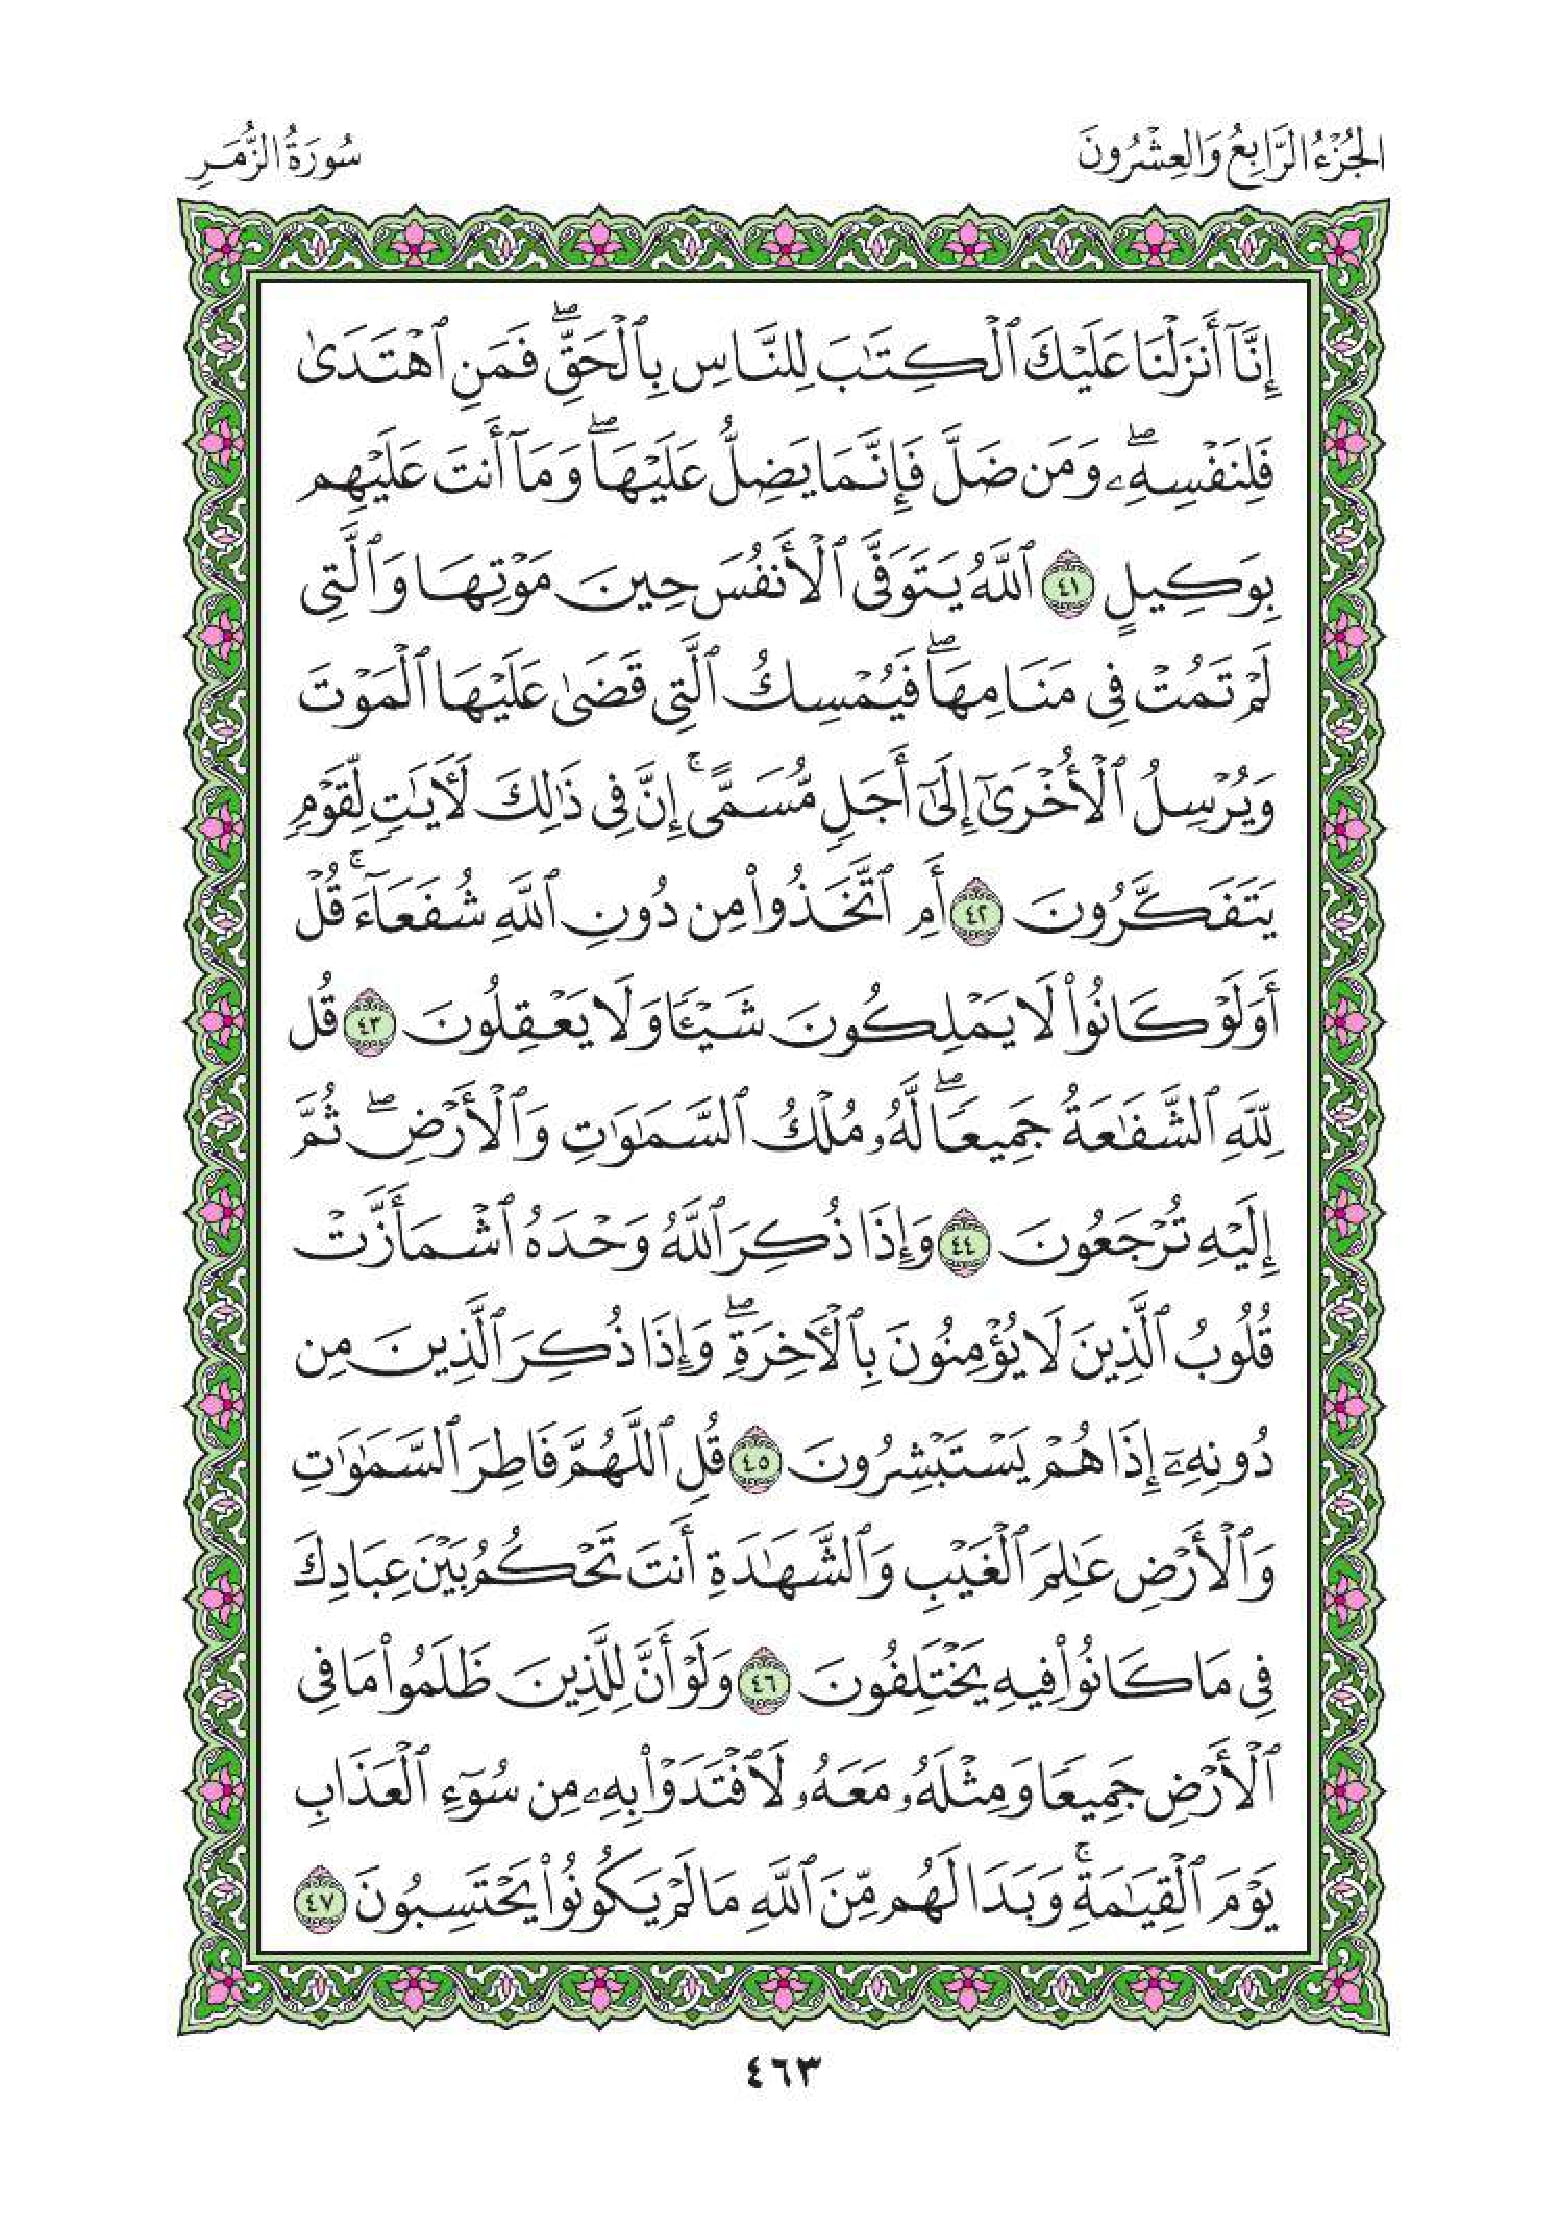 الجُزْءُ الرَّابِعُ وَالعِشْرُونَ
سُورَةُ الزُّمَرِ
إِنَّآ أَنزَلْنَا عَلَيْكَ ٱلْكِتَٰبَ لِلنَّاسِ بِٱلْحَقِّۖ فَمَنِ ٱهْتَدَىٰ
فَلِنَفْسِهِۦۖ وَمَن ضَلَّ فَإِنَّمَا يَضِلُّ عَلَيْهَاۖ وَمَآ أَنتَ عَلَيْهِم
بِوَكِيلٍ ٤١ ٱللَّهُ يَتَوَفَّى ٱلْأَنفُسَ حِينَ مَوْتِهَا وَٱلَّتِى
لَمْ تَمُتْ فِى مَنَامِهَاۖ فَيُمْسِكُ ٱلَّتِى قَضَىٰ عَلَيْهَا ٱلْمَوْتَ
وَيُرْسِلُ ٱلْأُخْرَىٰٓ إِلَىٰٓ أَجَلٍ مُّسَمًّىۚ إِنَّ فِى ذَٰلِكَ لَءَايَٰتٍ لِّقَوْمٍ
يَتَفَكَّرُونَ ٤٢ أَمِ ٱتَّخَذُوا۟ مِن دُونِ ٱللَّهِ شُفَعَآءَۚ قُلْ
أَوَلَوْ كَانُوا۟ لَا يَمْلِكُونَ شَيْـًٔا وَلَا يَعْقِلُونَ ٤٣ قُل
لِّلَّهِ ٱلشَّفَٰعَةُ جَمِيعًاۖ لَّهُۥ مُلْكُ ٱلسَّمَٰوَٰتِ وَٱلْأَرْضِۖ ثُمَّ
إِلَيْهِ تُرْجَعُونَ ٤٤ وَإِذَا ذُكِرَ ٱللَّهُ وَحْدَهُ ٱشْمَأَزَّتْ
قُلُوبُ ٱلَّذِينَ لَا يُؤْمِنُونَ بِٱلْءَاخِرَةِۖ وَإِذَا ذُكِرَ ٱلَّذِينَ مِن
دُونِهِۦٓ إِذَا هُمْ يَسْتَبْشِرُونَ ٤٥ قُلِ ٱللَّهُمَّ فَاطِرَ ٱلسَّمَٰوَٰتِ
وَٱلْأَرْضِ عَٰلِمَ ٱلْغَيْبِ وَٱلشَّهَٰدَةِ أَنتَ تَحْكُمُ بَيْنَ عِبَادِكَ
فِى مَا كَانُوا۟ فِيهِ يَخْتَلِفُونَ ٤٦ وَلَوْ أَنَّ لِلَّذِينَ ظَلَمُوا۟ مَا فِى
ٱلْأَرْضِ جَمِيعًا وَمِثْلَهُۥ مَعَهُۥ لَٱفْتَدَوْا۟ بِهِۦ مِن سُوٓءِ ٱلْعَذَابِ
يَوْمَ ٱلْقِيَٰمَةِۚ وَبَدَا لَهُم مِّنَ ٱللَّهِ مَا لَمْ يَكُونُوا۟ يَحْتَسِبُونَ ٤٧
٤٦٣